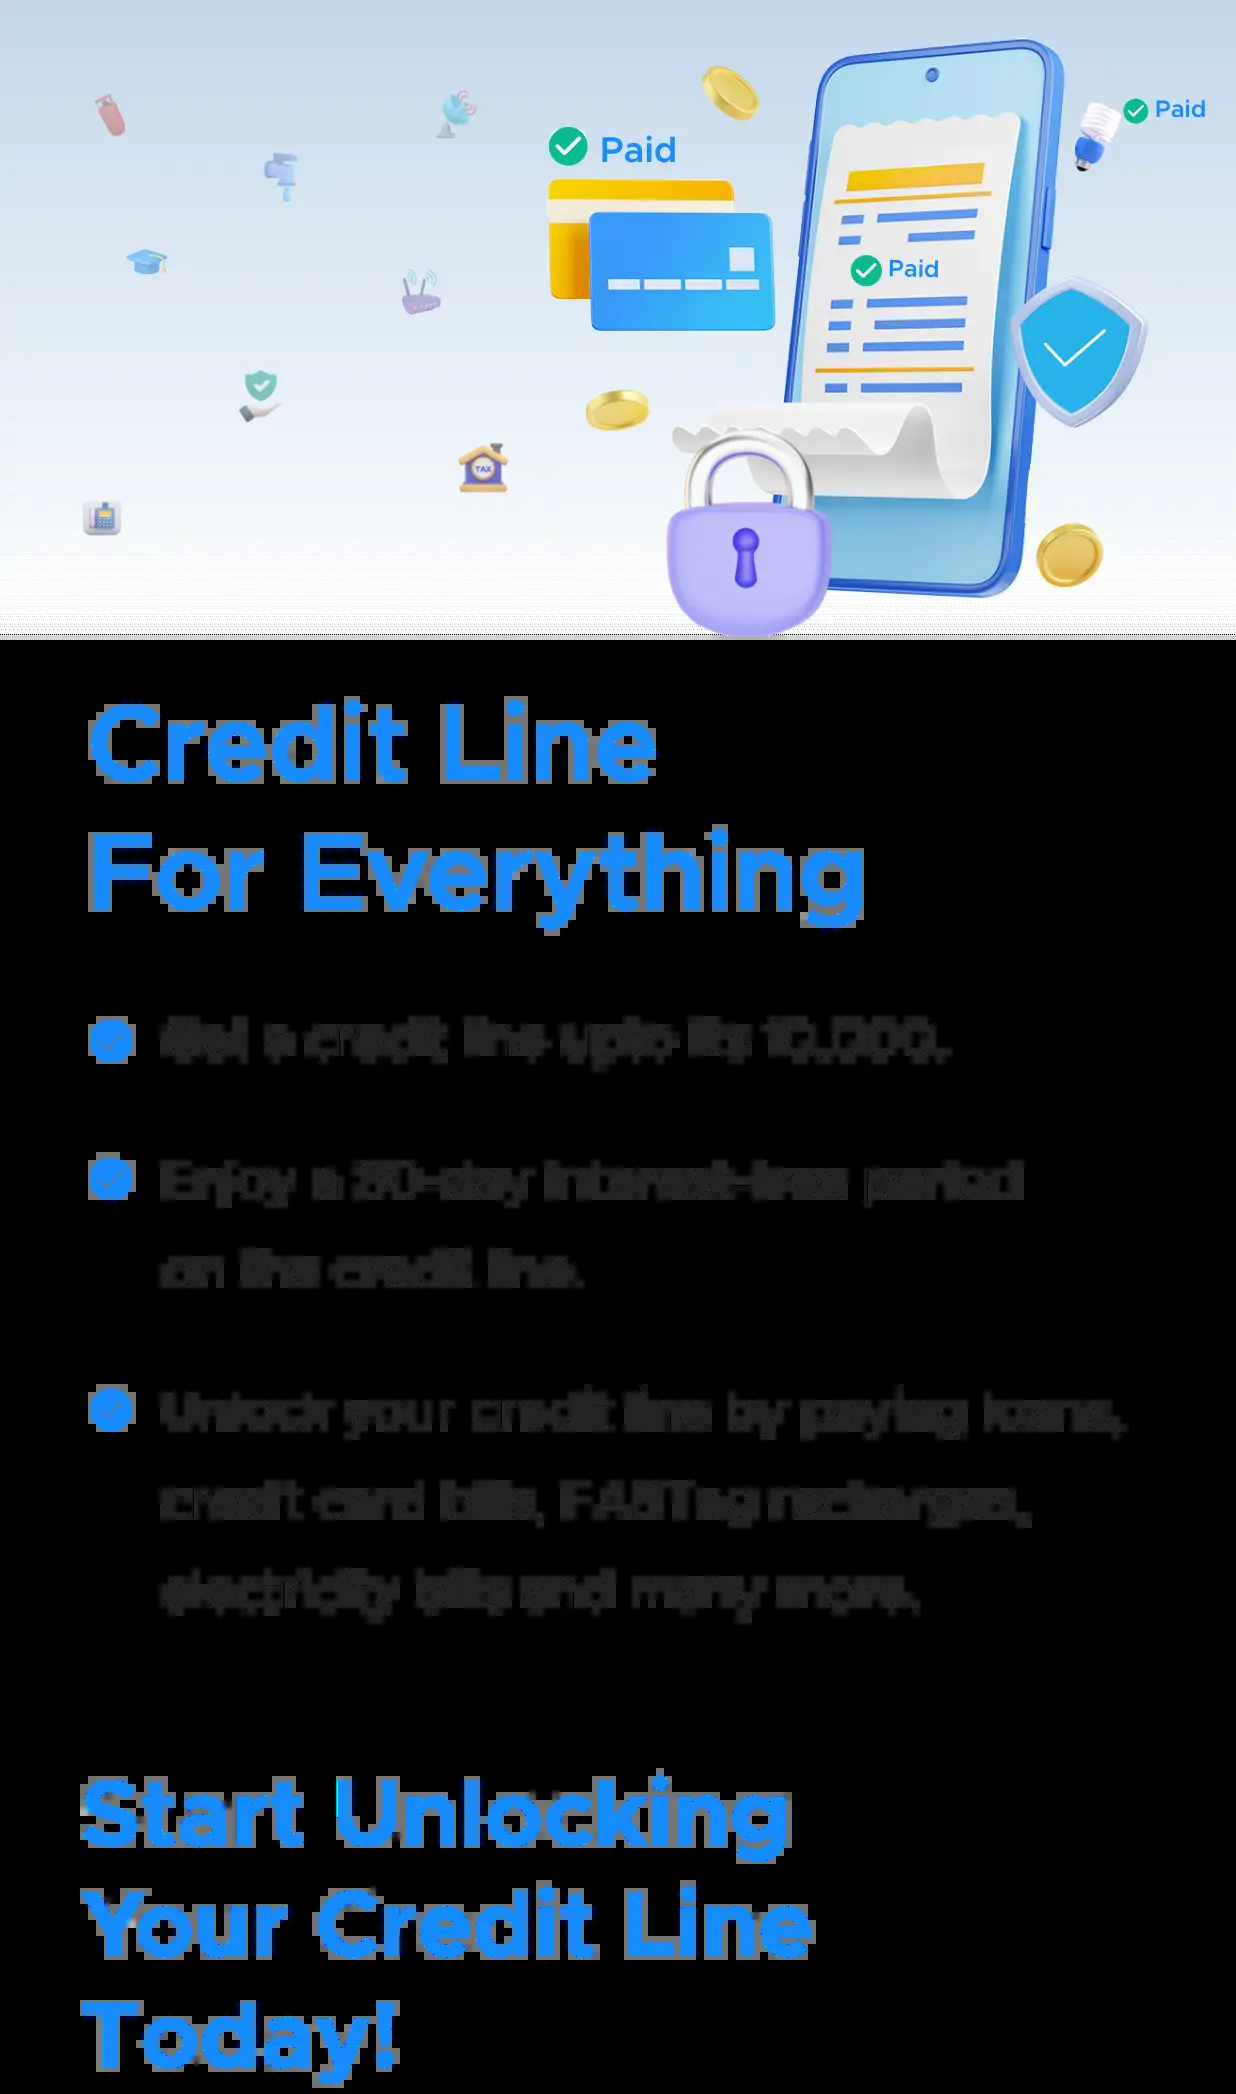 Paid
Paid
Paid
TAX
Credit Line
For Everything
Get a credit line upto Rs 10,000.
Enjoy a 30-day interest-free period
on the credit line.
Unlock your credit line by paying loans,
credit card bills, FASTag recharges,
electricity bills and many more.
Start Unlocking
Your Credit Line
Today!